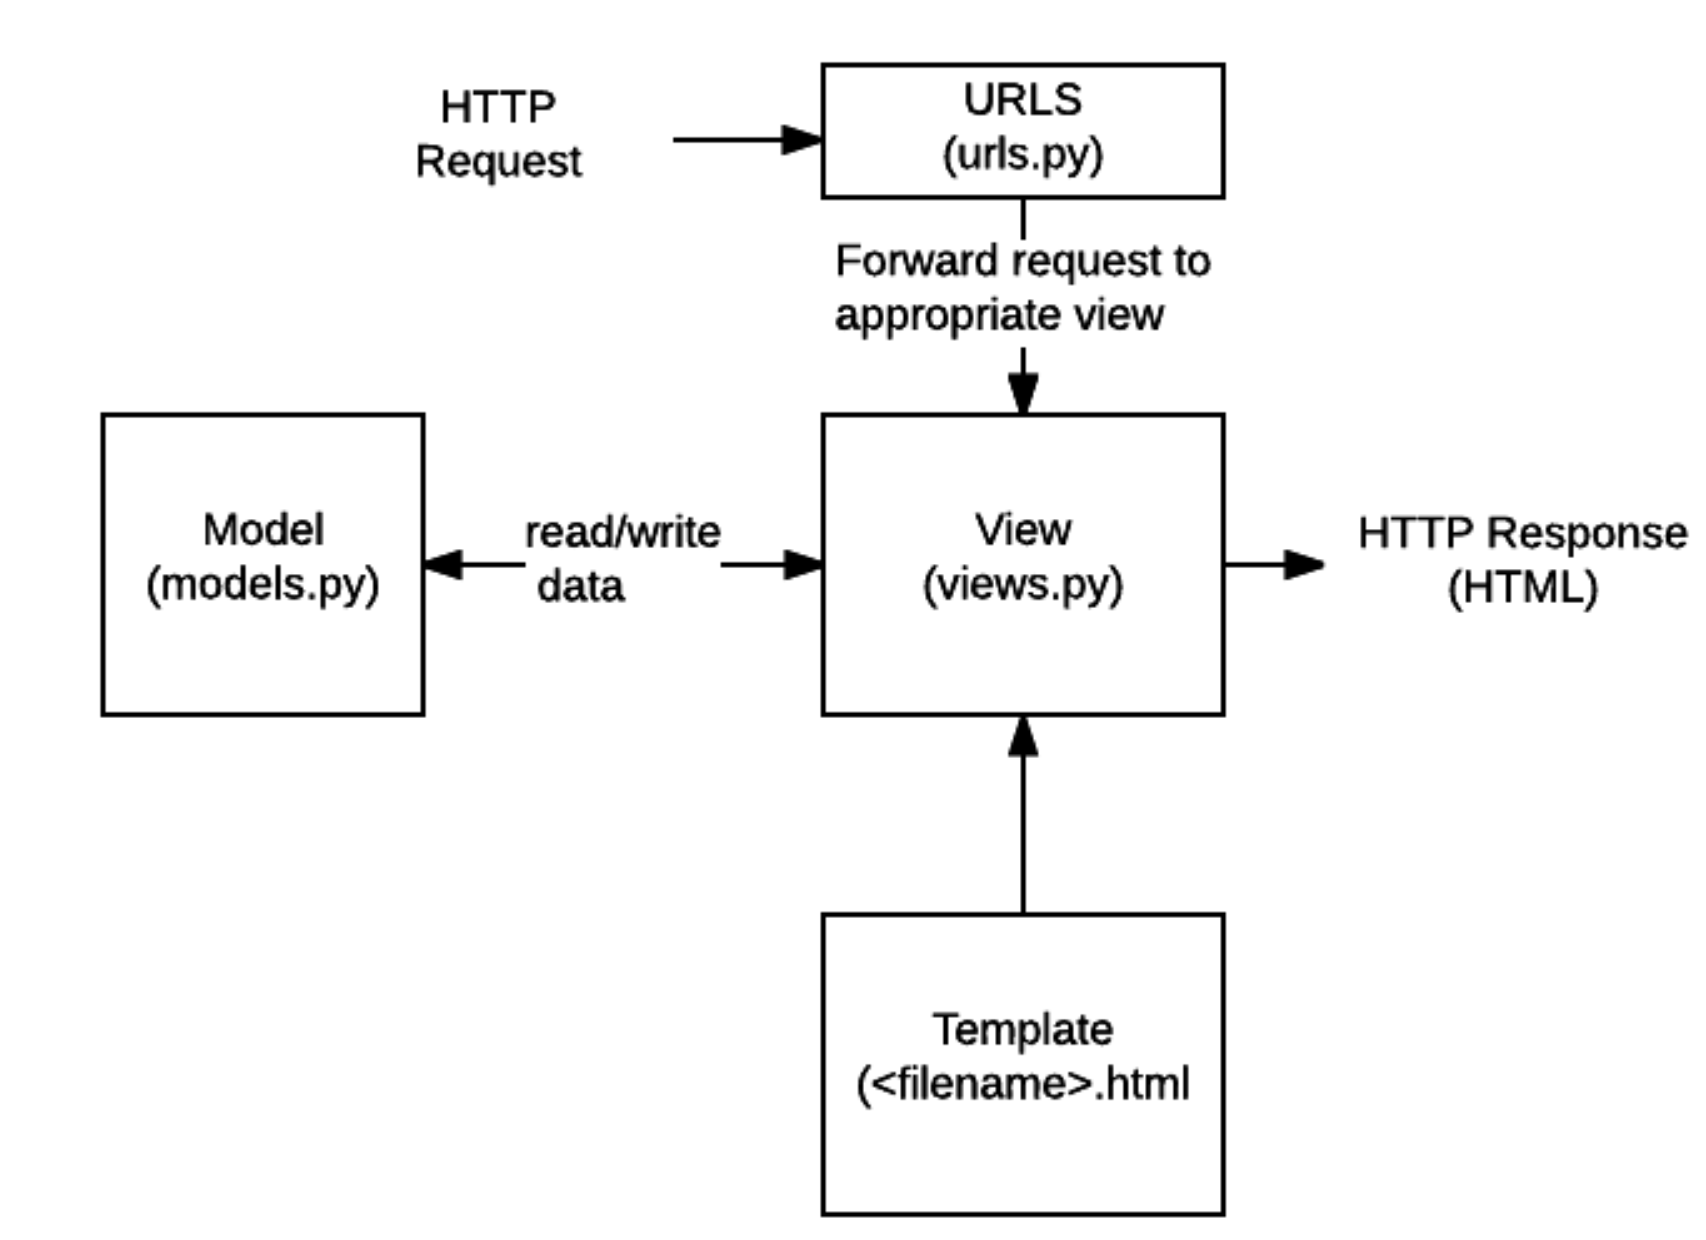 HTTP
Request
URLS
(urls.py)
Forward request to
appropriate view
Model
(models.py)
read/write
data
View
(views.py)
HTTP Response
(HTML)
Template
(<filename>.html